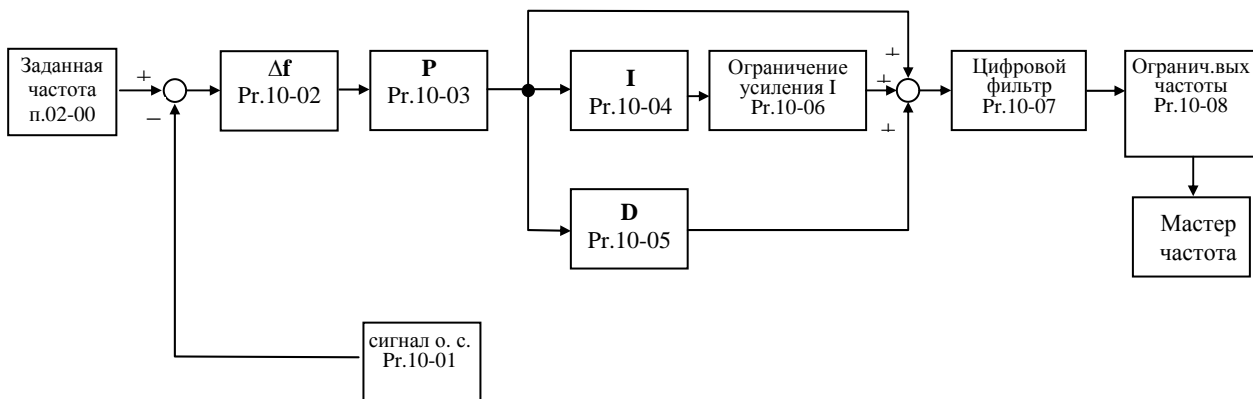 Заданная
частота
п.02-00
+
−
Δf
Pr.10-02
P
Pr.10-03
I
Pr.10-04
Ограничение
усиления I
Pr.10-06
D
Pr.10-05
+
+
+
Цифровой
фильтр
Pr.10-07
Огранич.вых
частоты
Pr.10-08
Мастер
частота
сигнал о. с.
Pr.10-01